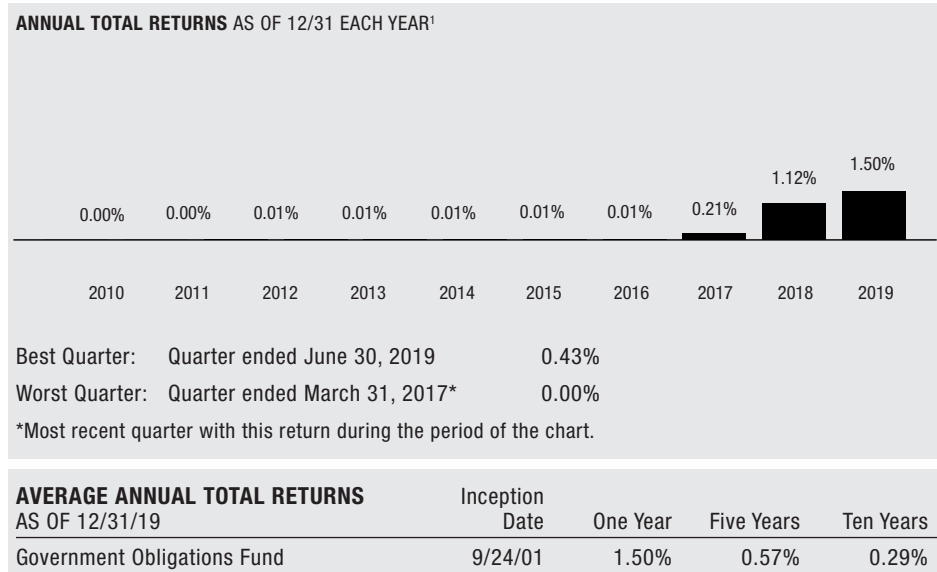 ANNUAL TOTAL RETURNS AS OF 12/31 EACH YEAR¹
0.00% 0.00% 0.01% 0.01% 0.01% 0.01% 0.01% 0.21% 1.12% 1.50%
2010 2011 2012 2013 2014 2015 2016 2017 2018 2019
Best Quarter: Quarter ended June 30, 2019 0.43%
Worst Quarter: Quarter ended March 31, 2017* 0.00%
*Most recent quarter with this return during the period of the chart.
AVERAGE ANNUAL TOTAL RETURNS Inception
AS OF 12/31/19 Date One Year Five Years Ten Years
Government Obligations Fund 9/24/01 1.50% 0.57% 0.29%